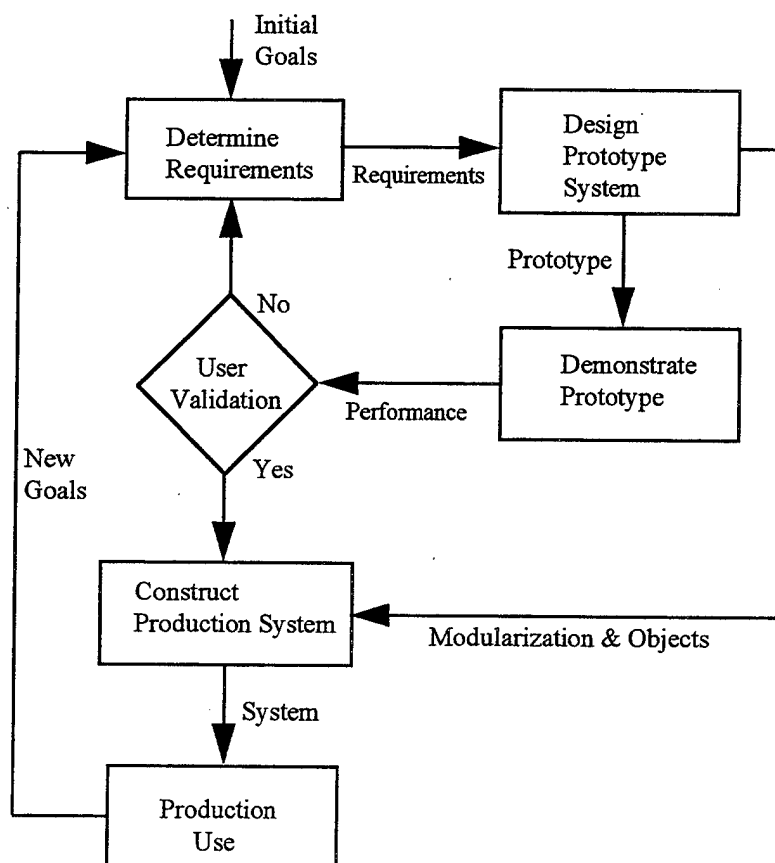 Initial
Goals
Determine
Requirements
Requirements
Design
Prototype
System
Prototype
No
User
Validation
Performance
Demonstrate
Prototype
Yes
New
Goals
Construct
Production System
Modularization & Objects
System
Production
Use